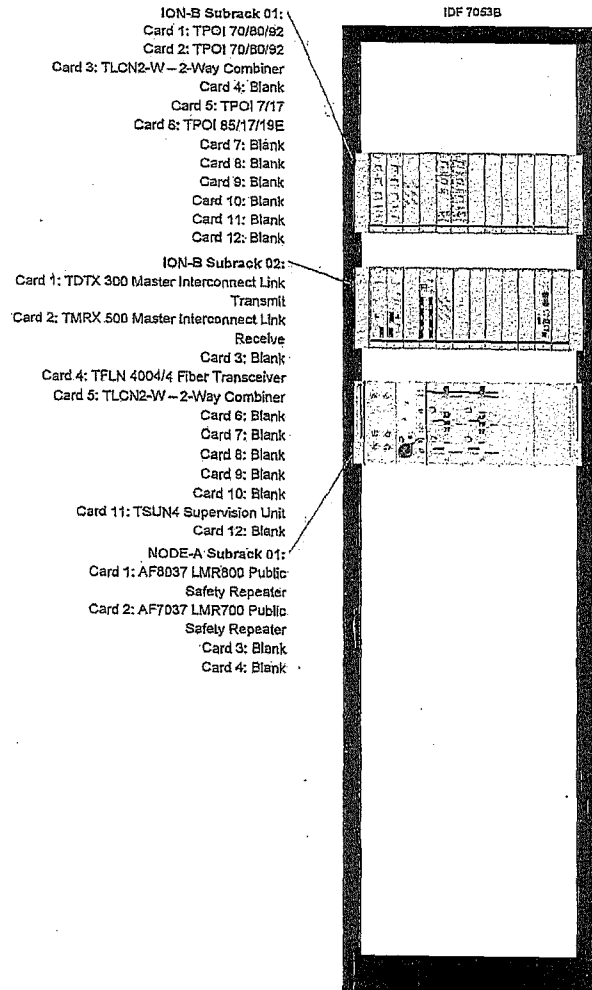 ION-B Subrack 01:
Card 1: TPOI 70/80/92
Card 2: TPOI 70/80/92
Card 3: TLCN2-W – 2-Way Combiner
Card 4: Blank
Card 5: TPOI 7/17
Card 6: TPOI 85/17/19E
Card 7: Blank
Card 8: Blank
Card 9: Blank
Card 10: Blank
Card 11: Blank
Card 12: Blank
ION-B Subrack 02:
Card 1: TDTX 300 Master Interconnect Link
Transmit
Card 2: TMRX 500 Master Interconnect Link
Receive
Card 3: Blank
Card 4: TFLN 4004/4 Fiber Transceiver
Card 5: TLCN2-W – 2-Way Combiner
Card 6: Blank
Card 7: Blank
Card 8: Blank
Card 9: Blank
Card 10: Blank
Card 11: TSUN4 Supervision Unit
Card 12: Blank
NODE-A Subrack 01:
Card 1: AF8037 LMR800 Public
Safety Repeater
Card 2: AF7037 LMR700 Public
Safety Repeater
Card 3: Blank
Card 4: Blank
IDF 7053B